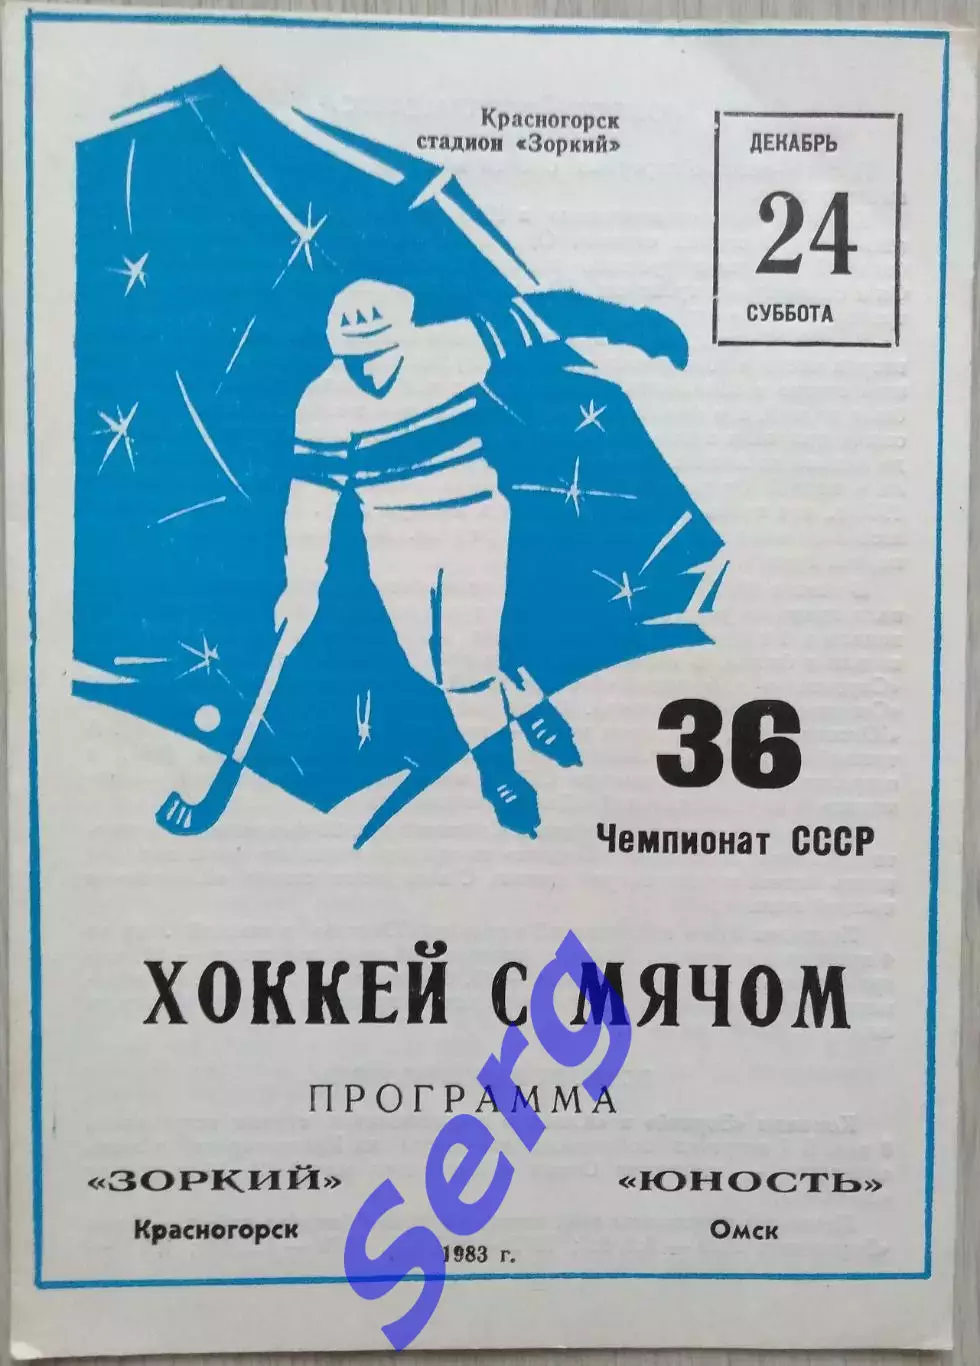 Красногорск
стадион «Зоркий»
ДЕКАБРЬ
24
СУББОТА
36
Чемпионат СССР
ХОККЕЙ С МЯЧОМ
ПРОГРАММА
«ЗОРКИЙ»
Красногорск
«ЮНОСТЬ»
Омск
1983 г.
Serg